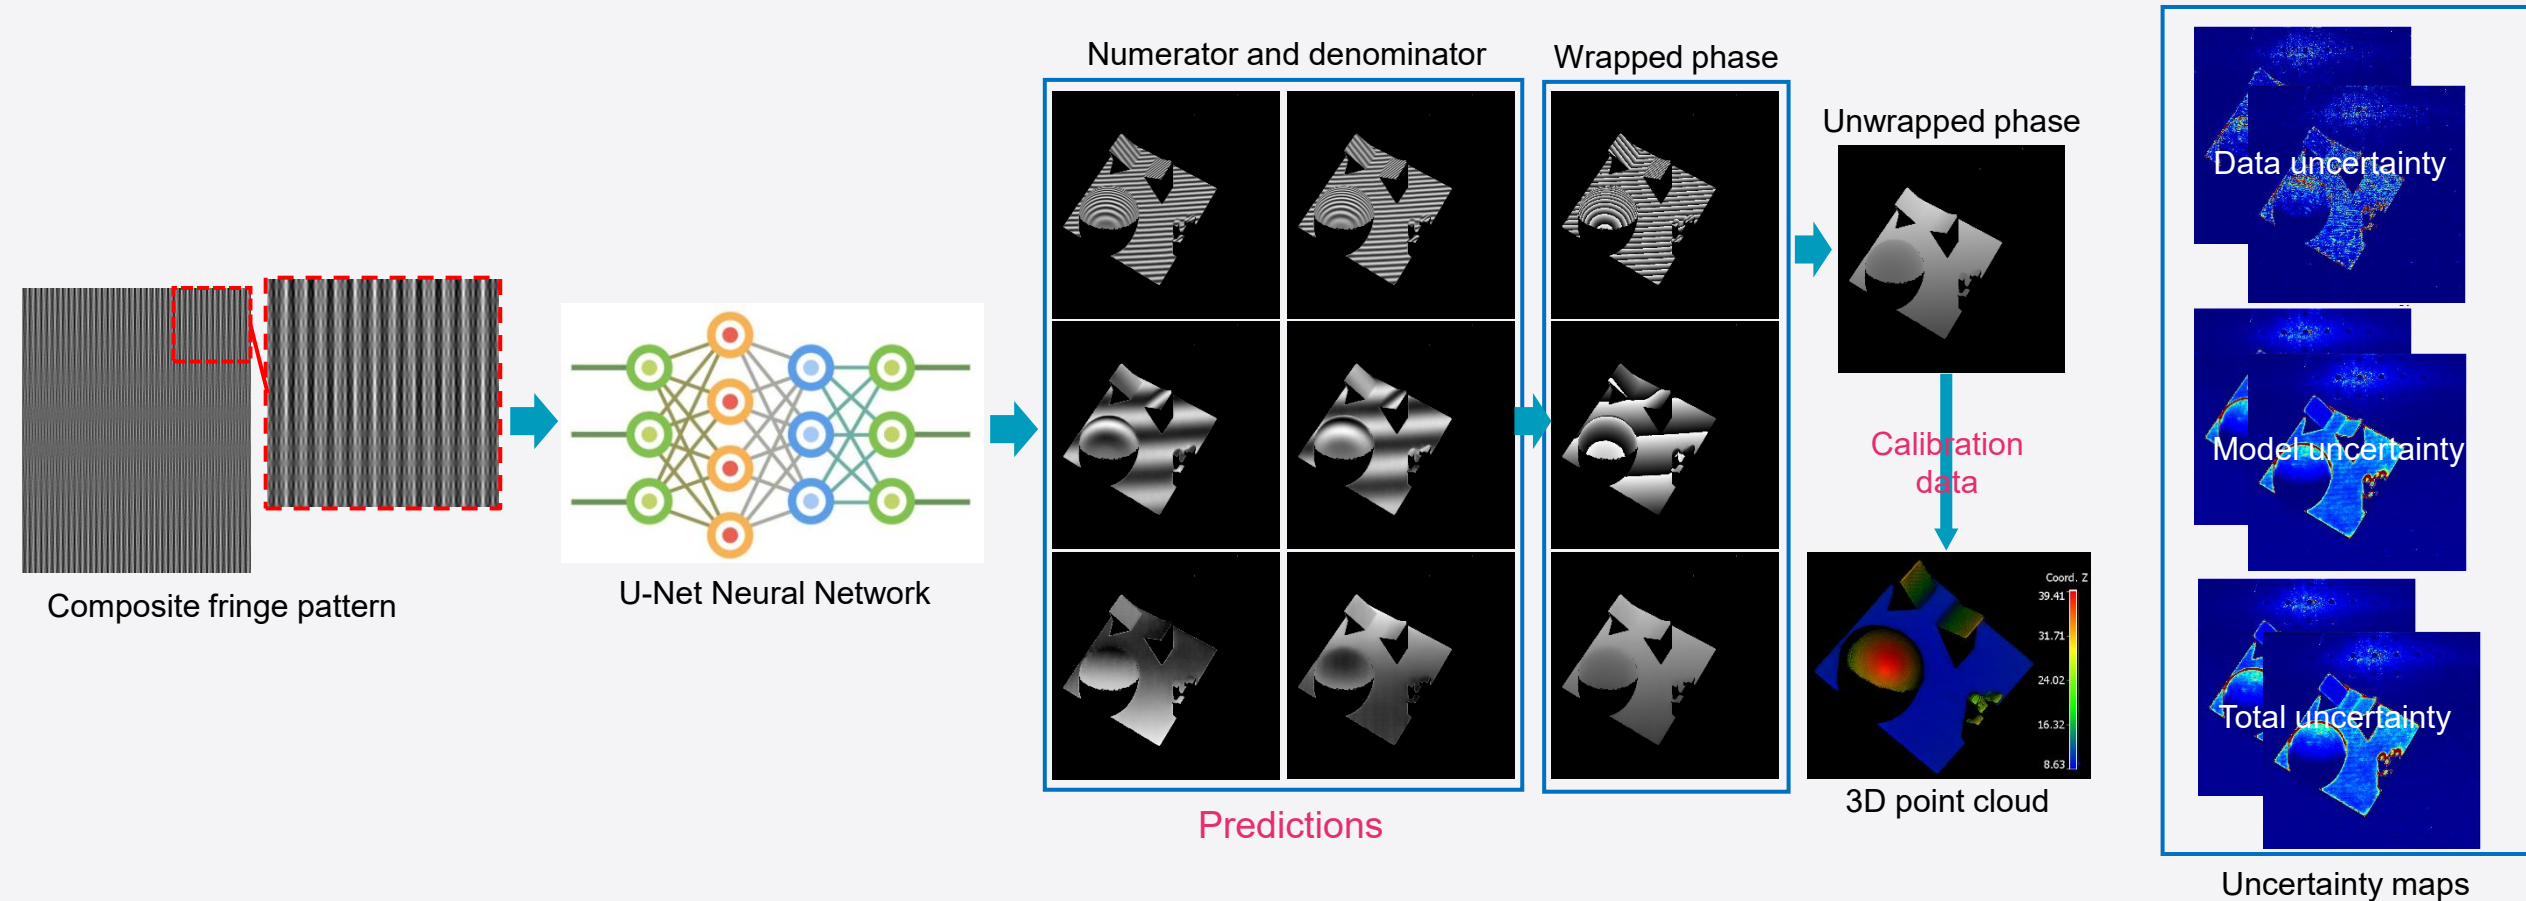 Composite fringe pattern
U-Net Neural Network
Numerator and denominator
Predictions
Wrapped phase
Unwrapped phase
Calibration
data
Coord. Z
39.41
31.71
24.02
16.32
8.63
3D point cloud
Data uncertainty
Model uncertainty
Total uncertainty
Uncertainty maps